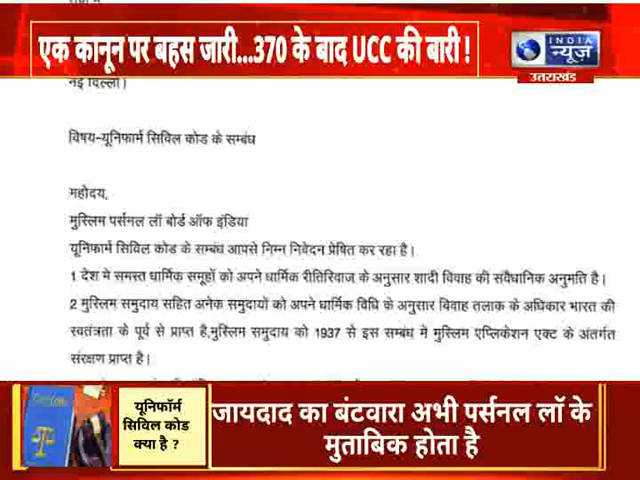 एक कानून पर बहस जारी...370 के बाद UCC की बारी !
INDIA
न्यूज़
उत्तराखंड
नई दिल्ली।
विषय-यूनिफार्म सिविल कोड के सम्बंध
महोदय,
मुस्लिम पर्सनल लॉ बोर्ड ऑफ इंडिया
यूनिफार्म सिविल कोड के सम्बंध आपसे निम्न निवेदन प्रेषित कर रहा है।
1 देश मे समस्त धार्मिक समूहों को अपने धार्मिक रीतिरिवाज के अनुसार शादी विवाह की सवैधानिक अनुमति है।
2 मुस्लिम समुदाय सहित अनेक समुदायों को अपने धार्मिक विधि के अनुसार विवाह तलाक के अधिकार भारत की
स्वतंत्रता के पूर्व से प्राप्त है,मुस्लिम समुदाय को 1937 से इस सम्बंध मे मुस्लिम एप्लिकेशन एक्ट के अंतर्गत
संरक्षण प्राप्त है।
यूनिफॉर्म
सिविल कोड
क्या है ?
जायदाद का बंटवारा अभी पर्सनल लॉ के
मुताबिक होता है